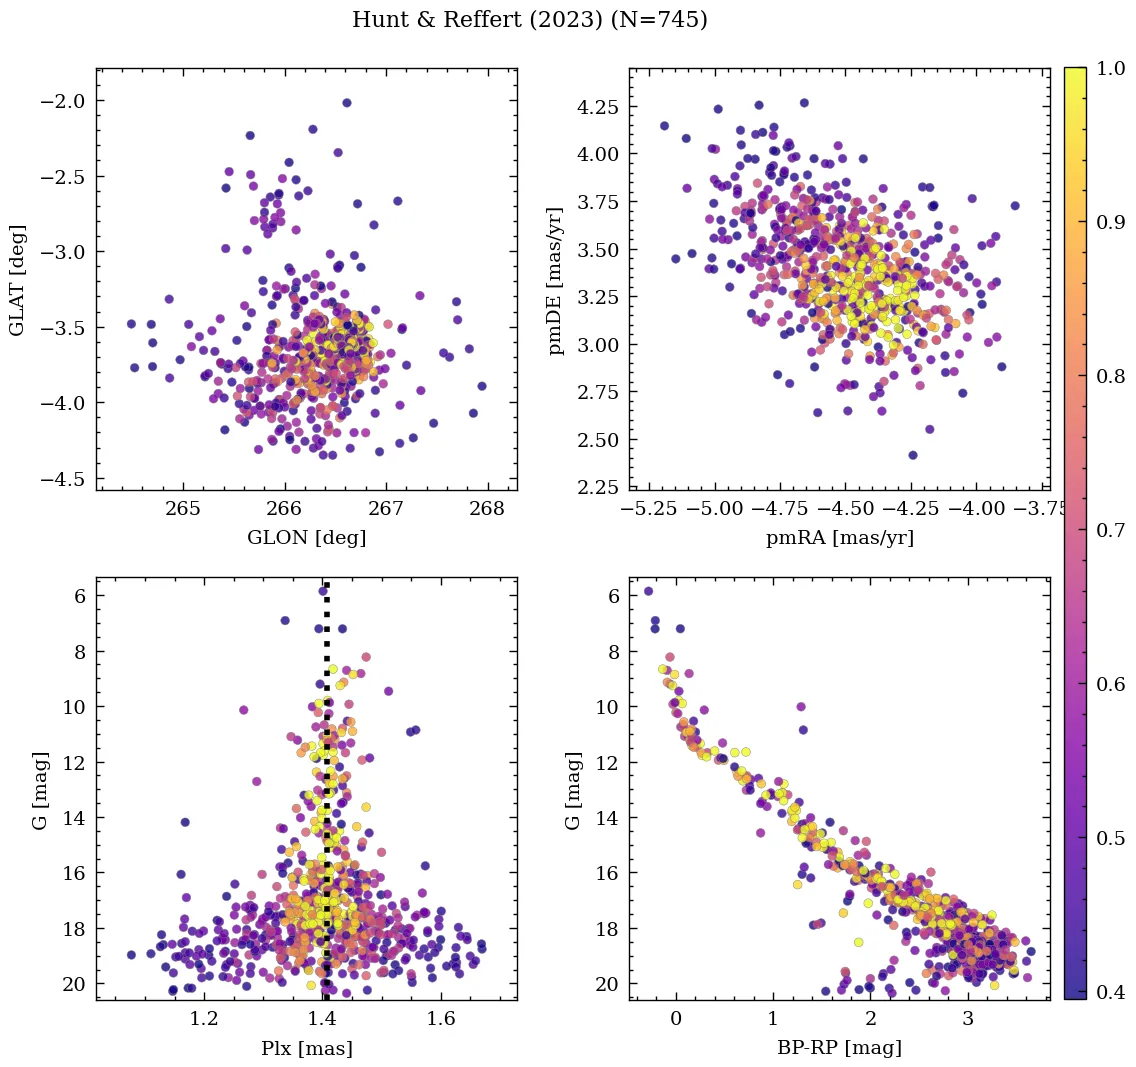 Hunt & Reffert (2023) (N=745)
−2.0
−2.5
−3.0
−3.5
−4.0
−4.5
GLAT [deg]
265 266 267 268
GLON [deg]
4.25
4.00
3.75
3.50
3.25
3.00
2.75
2.50
2.25
pmDE [mas/yr]
−5.25 −5.00 −4.75 −4.50 −4.25 −4.00 −3.75
pmRA [mas/yr]
6
8
10
12
14
16
18
20
G [mag]
1.2 1.4 1.6
Plx [mas]
6
8
10
12
14
16
18
20
G [mag]
0 1 2 3
BP-RP [mag]
1.0
0.9
0.8
0.7
0.6
0.5
0.4